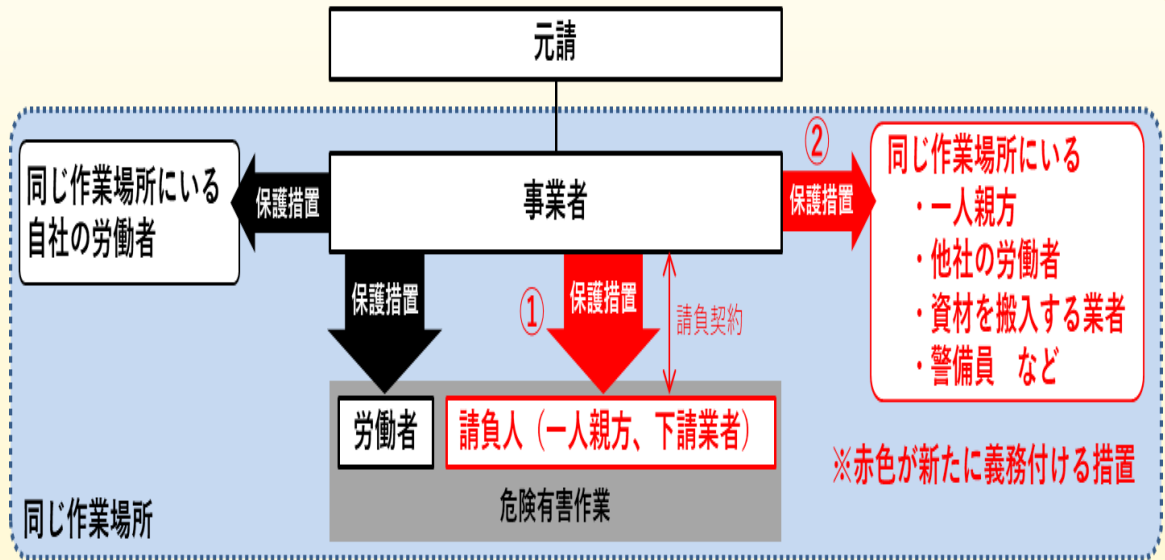 元請
同じ作業場所にいる
自社の労働者
保護措置
事業者
②
保護措置
同じ作業場所にいる
・一人親方
・他社の労働者
・資材を搬入する業者
・警備員　など
保護措置
①
保護措置
請負契約
労働者
請負人（一人親方、下請業者）
危険有害作業
※赤色が新たに義務付ける措置
同じ作業場所